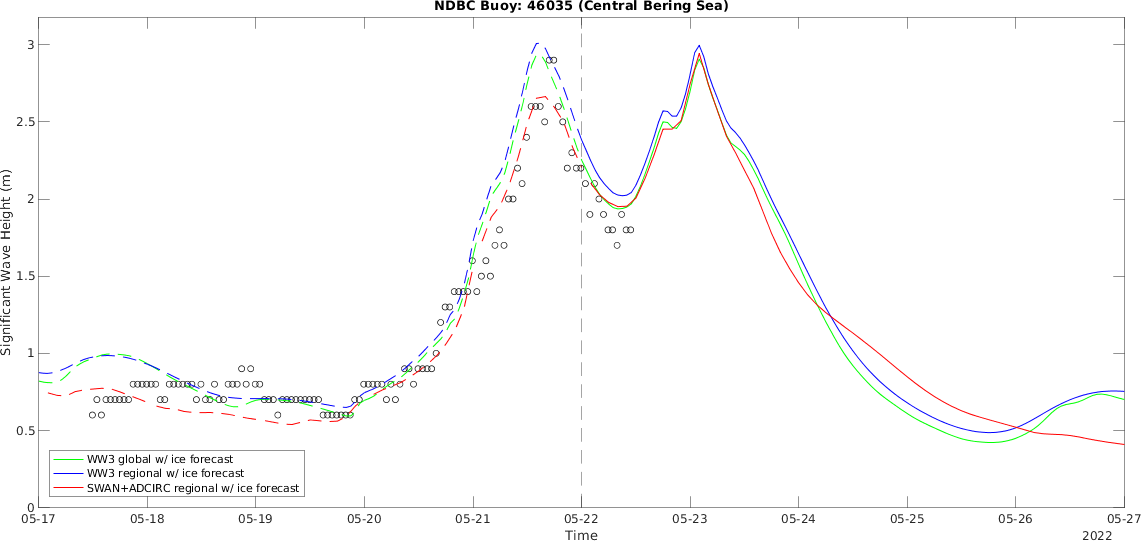 NDBC Buoy: 46035 (Central Bering Sea)
Significant Wave Height (m)
3
2.5
2
1.5
1
0.5
0
WW3 global w/ ice forecast
WW3 regional w/ ice forecast
SWAN+ADCIRC regional w/ ice forecast
05-17 05-18 05-19 05-20 05-21 05-22 05-23 05-24 05-25 05-26 05-27
Time
2022